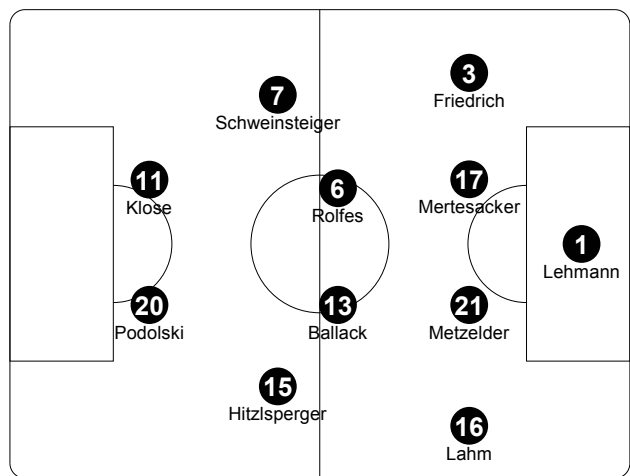 3
Friedrich
7
Schweinsteiger
11
Klose
6
Rolfes
17
Mertesacker
1
Lehmann
20
Podolski
13
Ballack
21
Metzelder
15
Hitzlsperger
16
Lahm